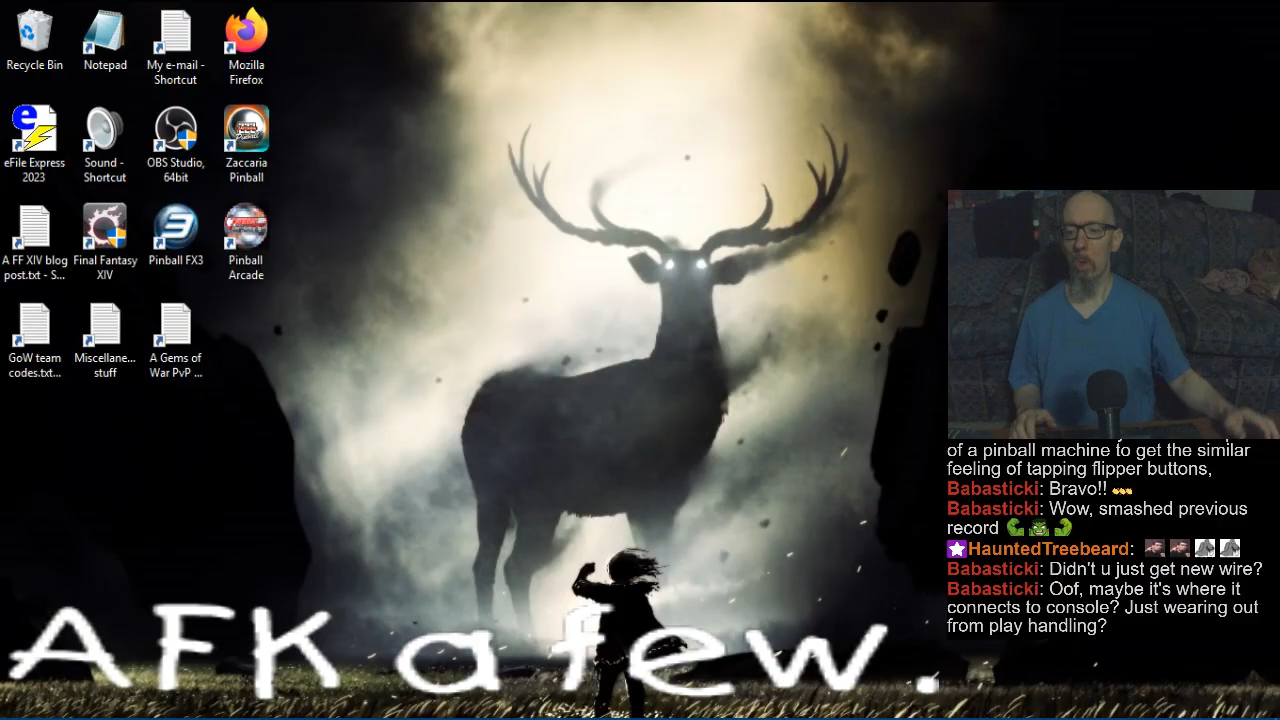 Recycle Bin
Notepad
My e-mail -
Shortcut
Mozilla
Firefox
eFile Express
2023
Sound -
Shortcut
OBS Studio,
64bit
Zaccaria
Pinball
A FF XIV blog
post.txt - S...
Final Fantasy
XIV
Pinball FX3
Pinball
Arcade
GoW team
codes.txt...
Miscellane...
stuff
A Gems of
War PvP ...
AFK a few.
of a pinball machine to get the similar
feeling of tapping flipper buttons,
Babasticki: Bravo!!
Babasticki: Wow, smashed previous
record
HauntedTreebeard:
Babasticki: Didn't u just get new wire?
Babasticki: Oof, maybe it's where it
connects to console? Just wearing out
from play handling?